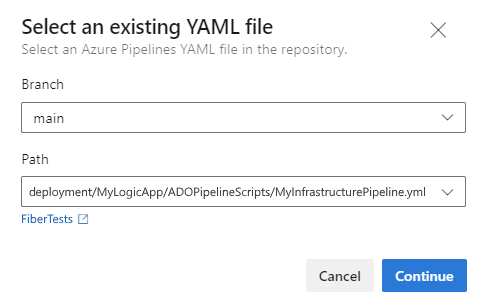 Select an existing YAML file
Select an Azure Pipelines YAML file in the repository.
Branch
main
Path
deployment/MyLogicApp/ADOPipelineScripts/MyInfrastructurePipeline.yml
FiberTests
Cancel
Continue